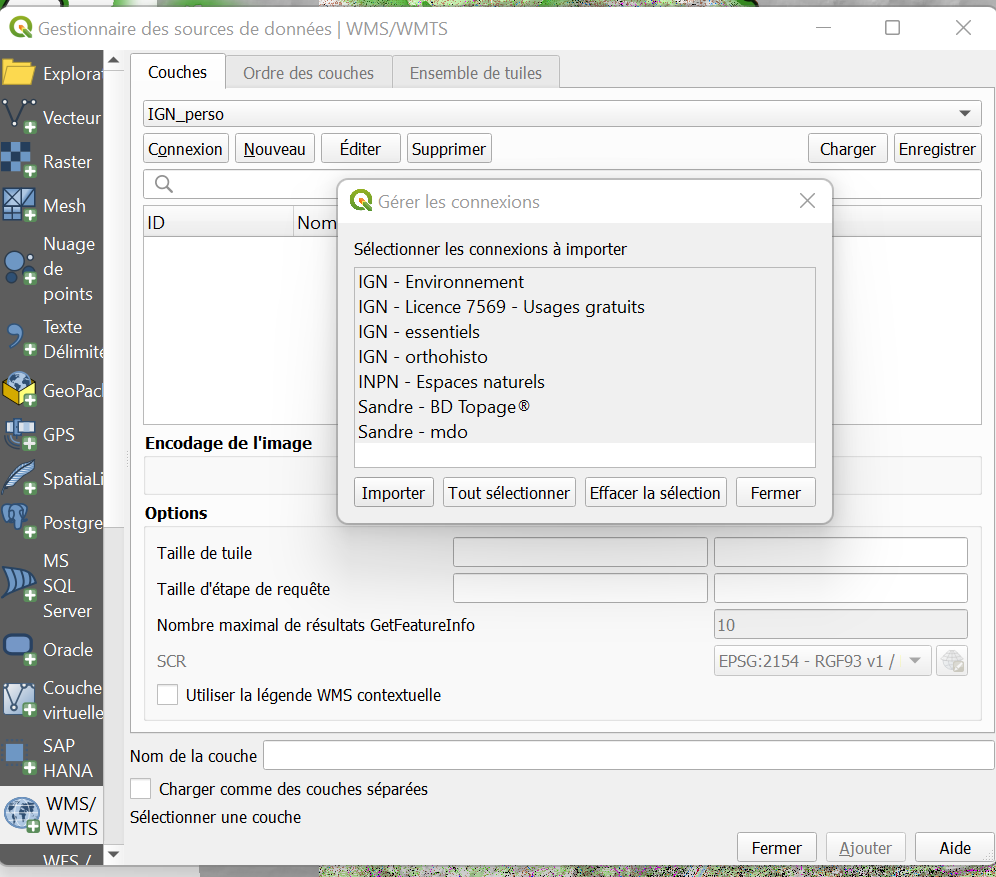 Gestionnaire des sources de données | WMS/WMTS
Explorat
Vecteur
Raster
Mesh
Nuage
de
points
Texte
Délimité
GeoPack
GPS
SpatiaLi
Postgre
MS
SQL
Server
Oracle
Couche
virtuelle
SAP
HANA
WMS/
WMTS
WFS /
Couches
Ordre des couches
Ensemble de tuiles
IGN_perso
Connexion
Nouveau
Éditer
Supprimer
Charger
Enregistrer
ID
Nom
Gérer les connexions
Sélectionner les connexions à importer
IGN - Environnement
IGN - Licence 7569 - Usages gratuits
IGN - essentiels
IGN - orthohisto
INPN - Espaces naturels
Sandre - BD Topage®
Sandre - mdo
Importer
Tout sélectionner
Effacer la sélection
Fermer
Encodage de l'image
Options
Taille de tuile
Taille d'étape de requête
Nombre maximal de résultats GetFeatureInfo
10
SCR
EPSG:2154 - RGF93 v1 /
Utiliser la légende WMS contextuelle
Nom de la couche
Charger comme des couches séparées
Sélectionner une couche
Fermer
Ajouter
Aide